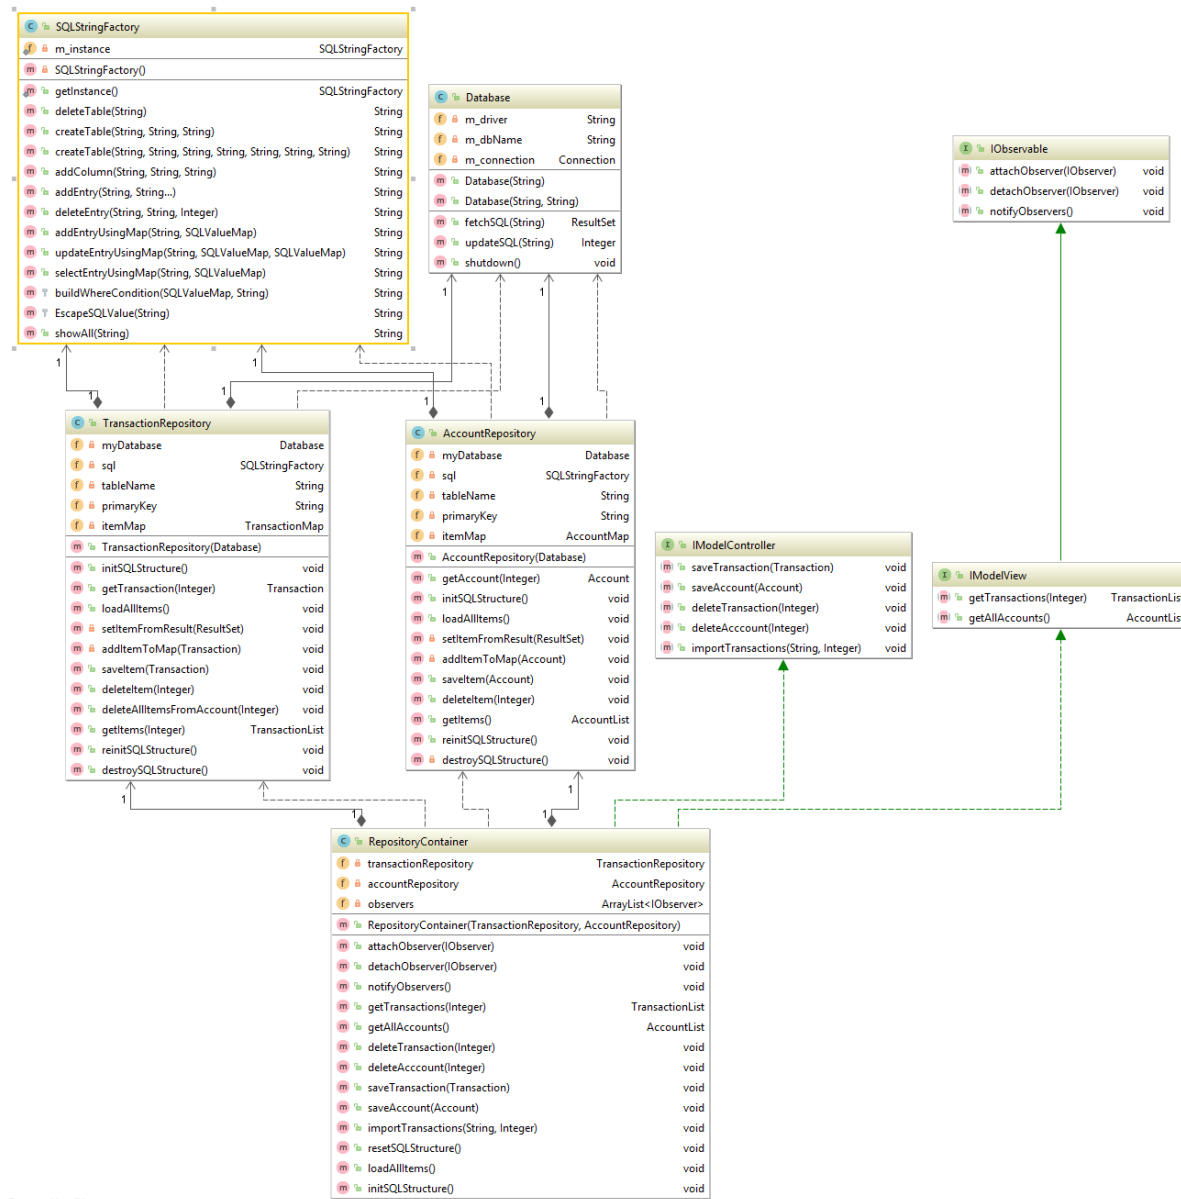 SQLStringFactory
m_instance SQLStringFactory
SQLStringFactory()
getInstance() SQLStringFactory
deleteTable(String) String
createTable(String, String, String) String
createTable(String, String, String, String, String, String, String) String
addColumn(String, String, String) String
addEntry(String, String...) String
deleteEntry(String, String, Integer) String
addEntryUsingMap(String, SQLValueMap) String
updateEntryUsingMap(String, SQLValueMap, SQLValueMap) String
selectEntryUsingMap(String, SQLValueMap) String
buildWhereCondition(SQLValueMap, String) String
EscapeSQLValue(String) String
showAll(String) String
Database
m_driver String
m_dbName String
m_connection Connection
Database(String)
Database(String, String)
fetchSQL(String) ResultSet
updateSQL(String) Integer
shutdown() void
IObservable
attachObserver(IObserver) void
detachObserver(IObserver) void
notifyObservers() void
1
1
1
1
1
1
1
1
TransactionRepository
myDatabase Database
sql SQLStringFactory
tableName String
primaryKey String
itemMap TransactionMap
TransactionRepository(Database)
initSQLStructure() void
getTransaction(Integer) Transaction
loadAllItems() void
setItemFromResult(ResultSet) void
addItemToMap(Transaction) void
saveItem(Transaction) void
deleteItem(Integer) void
deleteAllItemsFromAccount(Integer) void
getItems(Integer) TransactionList
reinitSQLStructure() void
destroySQLStructure() void
AccountRepository
myDatabase Database
sql SQLStringFactory
tableName String
primaryKey String
itemMap AccountMap
AccountRepository(Database)
getAccount(Integer) Account
initSQLStructure() void
loadAllItems() void
setItemFromResult(ResultSet) void
addItemToMap(Account) void
saveItem(Account) void
deleteItem(Integer) void
getItems() AccountList
reinitSQLStructure() void
destroySQLStructure() void
IModelController
saveTransaction(Transaction) void
saveAccount(Account) void
deleteTransaction(Integer) void
deleteAcccount(Integer) void
importTransactions(String, Integer) void
IModelView
getTransactions(Integer) TransactionList
getAllAccounts() AccountLis
1
1
1
1
RepositoryContainer
transactionRepository TransactionRepository
accountRepository AccountRepository
observers ArrayList<IObserver>
RepositoryContainer(TransactionRepository, AccountRepository)
attachObserver(IObserver) void
detachObserver(IObserver) void
notifyObservers() void
getTransactions(Integer) TransactionList
getAllAccounts() AccountList
deleteTransaction(Integer) void
deleteAcccount(Integer) void
saveTransaction(Transaction) void
saveAccount(Account) void
importTransactions(String, Integer) void
resetSQLStructure() void
loadAllItems() void
initSQLStructure() void